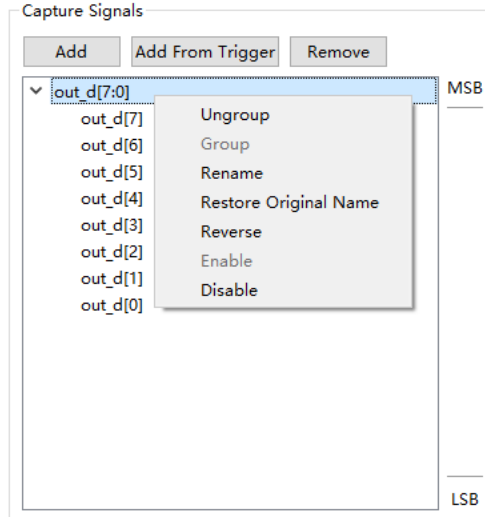 Capture Signals
Add Add From Trigger Remove
out_d[7:0] MSB
out_d[7]
out_d[6]
out_d[5]
out_d[4]
out_d[3]
out_d[2]
out_d[1]
out_d[0]
Ungroup
Group
Rename
Restore Original Name
Reverse
Enable
Disable
LSB